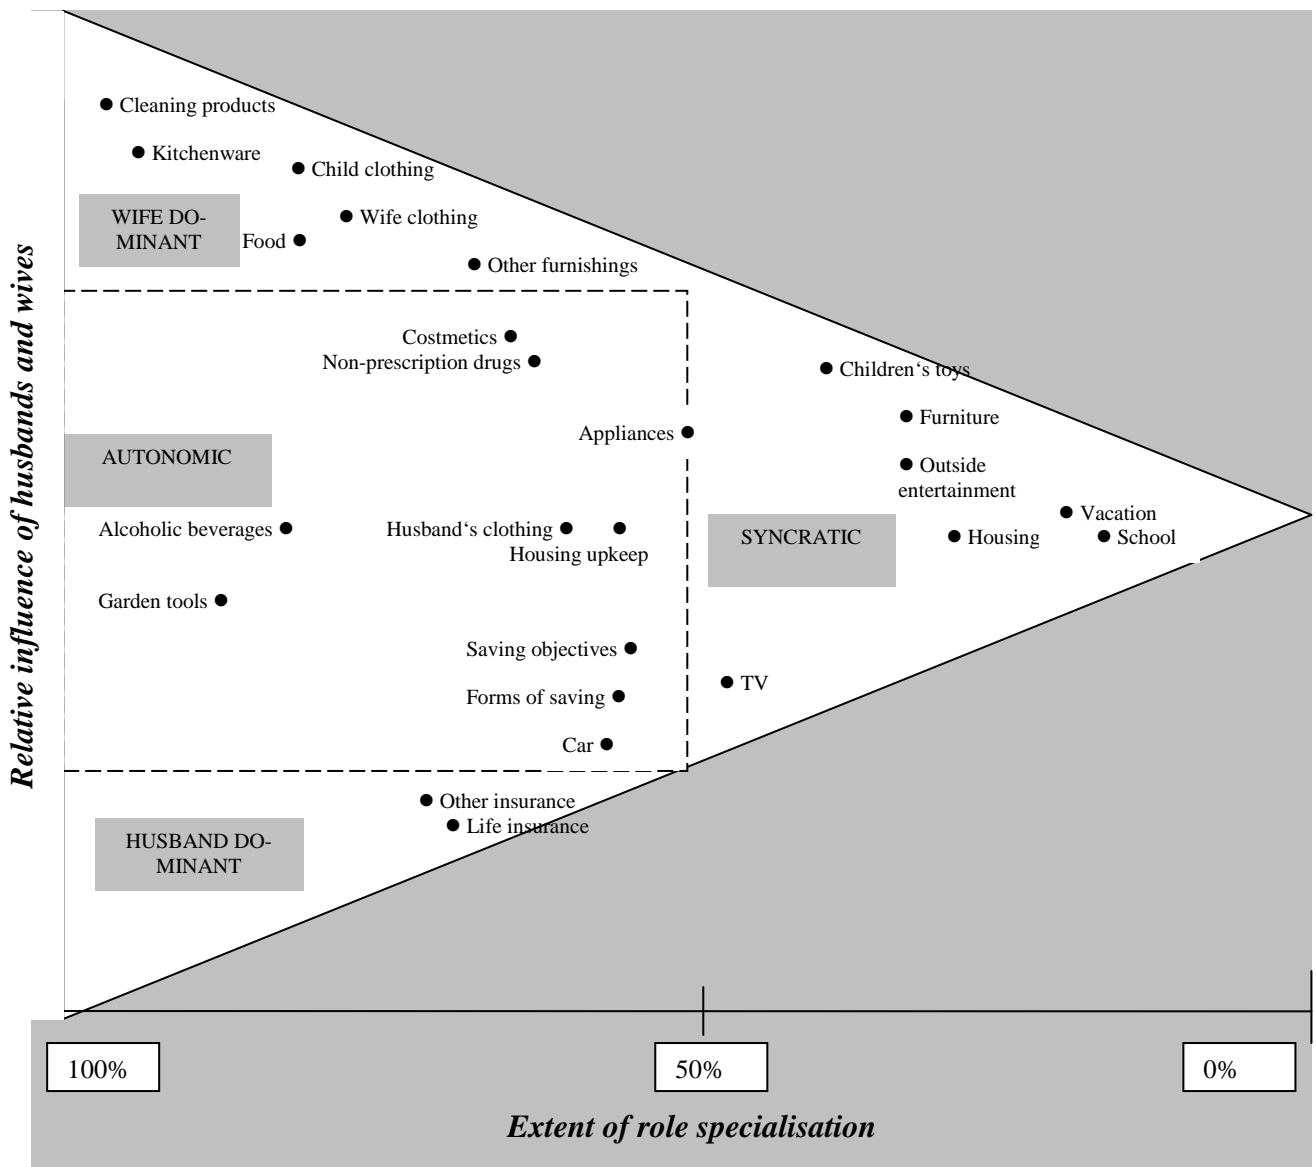 Relative influence of husbands and wives
Cleaning products
Kitchenware
Child clothing
WIFE DO-
MINANT
Wife clothing
Food
Other furnishings
Costmetics
Non-prescription drugs
Children‘s toys
Furniture
Appliances
AUTONOMIC
Outside
entertainment
Vacation
Alcoholic beverages
Husband‘s clothing
Housing upkeep
SYNCRATIC
Housing
School
Garden tools
Saving objectives
TV
Forms of saving
Car
Other insurance
Life insurance
HUSBAND DO-
MINANT
100%
50%
0%
Extent of role specialisation